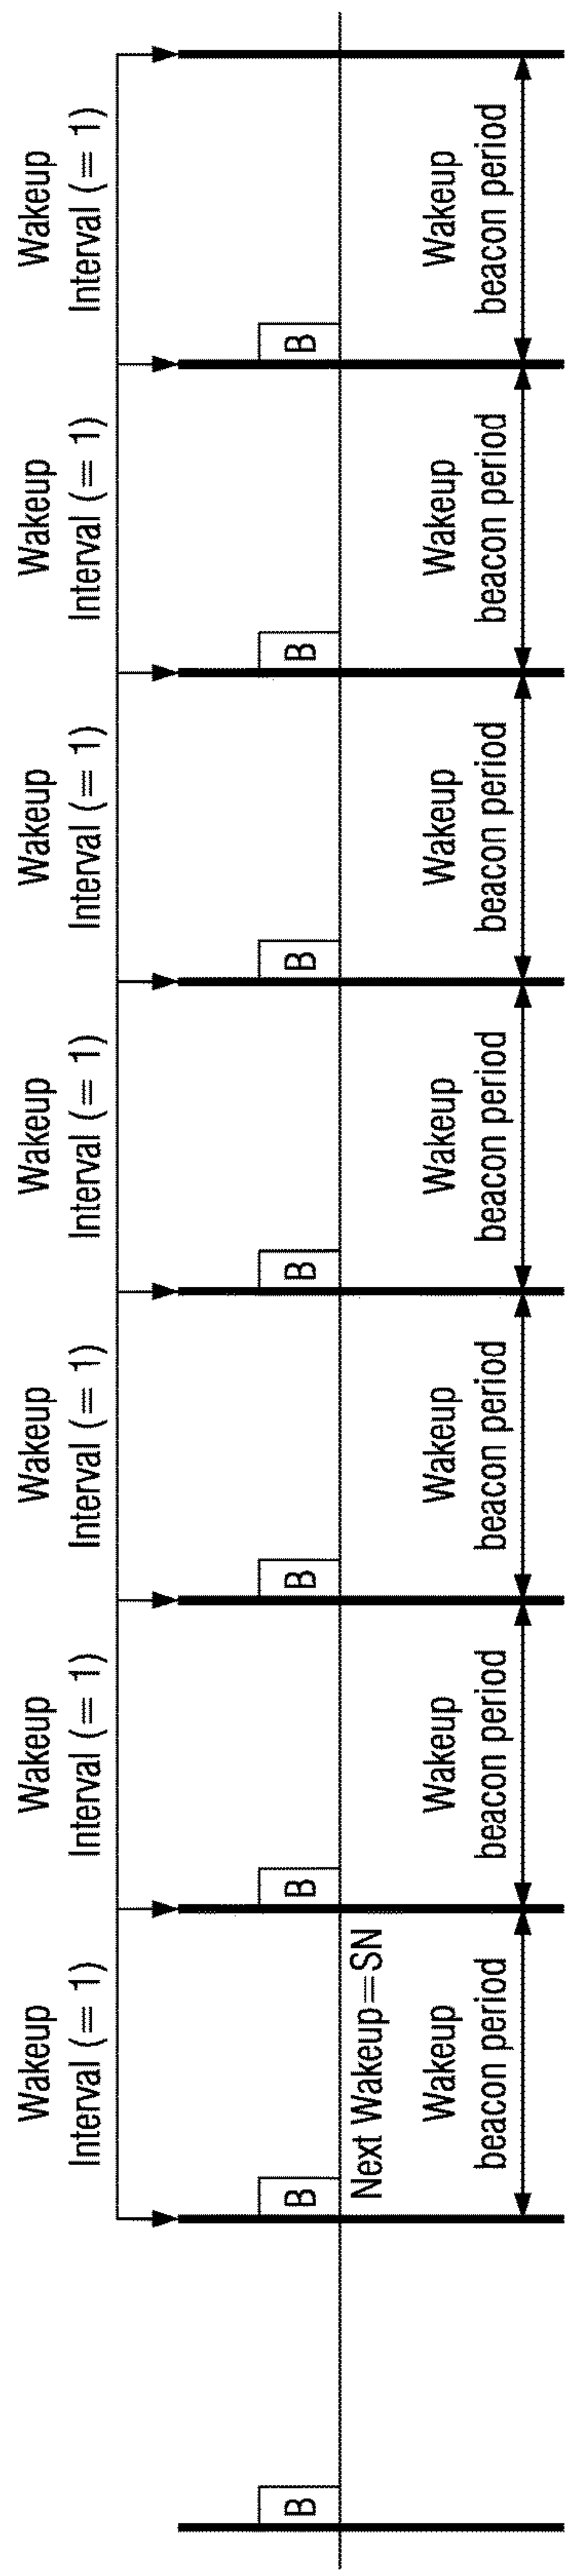 Wakeup
Interval (= 1)
Wakeup
Interval (= 1)
Wakeup
Interval (= 1)
Wakeup
Interval (= 1)
Wakeup
Interval (= 1)
Wakeup
Interval (= 1)
Wakeup
Interval (= 1)
B
B
B
B
B
B
B
B
Next Wakeup=SN
Wakeup
beacon period
Wakeup
beacon period
Wakeup
beacon period
Wakeup
beacon period
Wakeup
beacon period
Wakeup
beacon period
Wakeup
beacon period